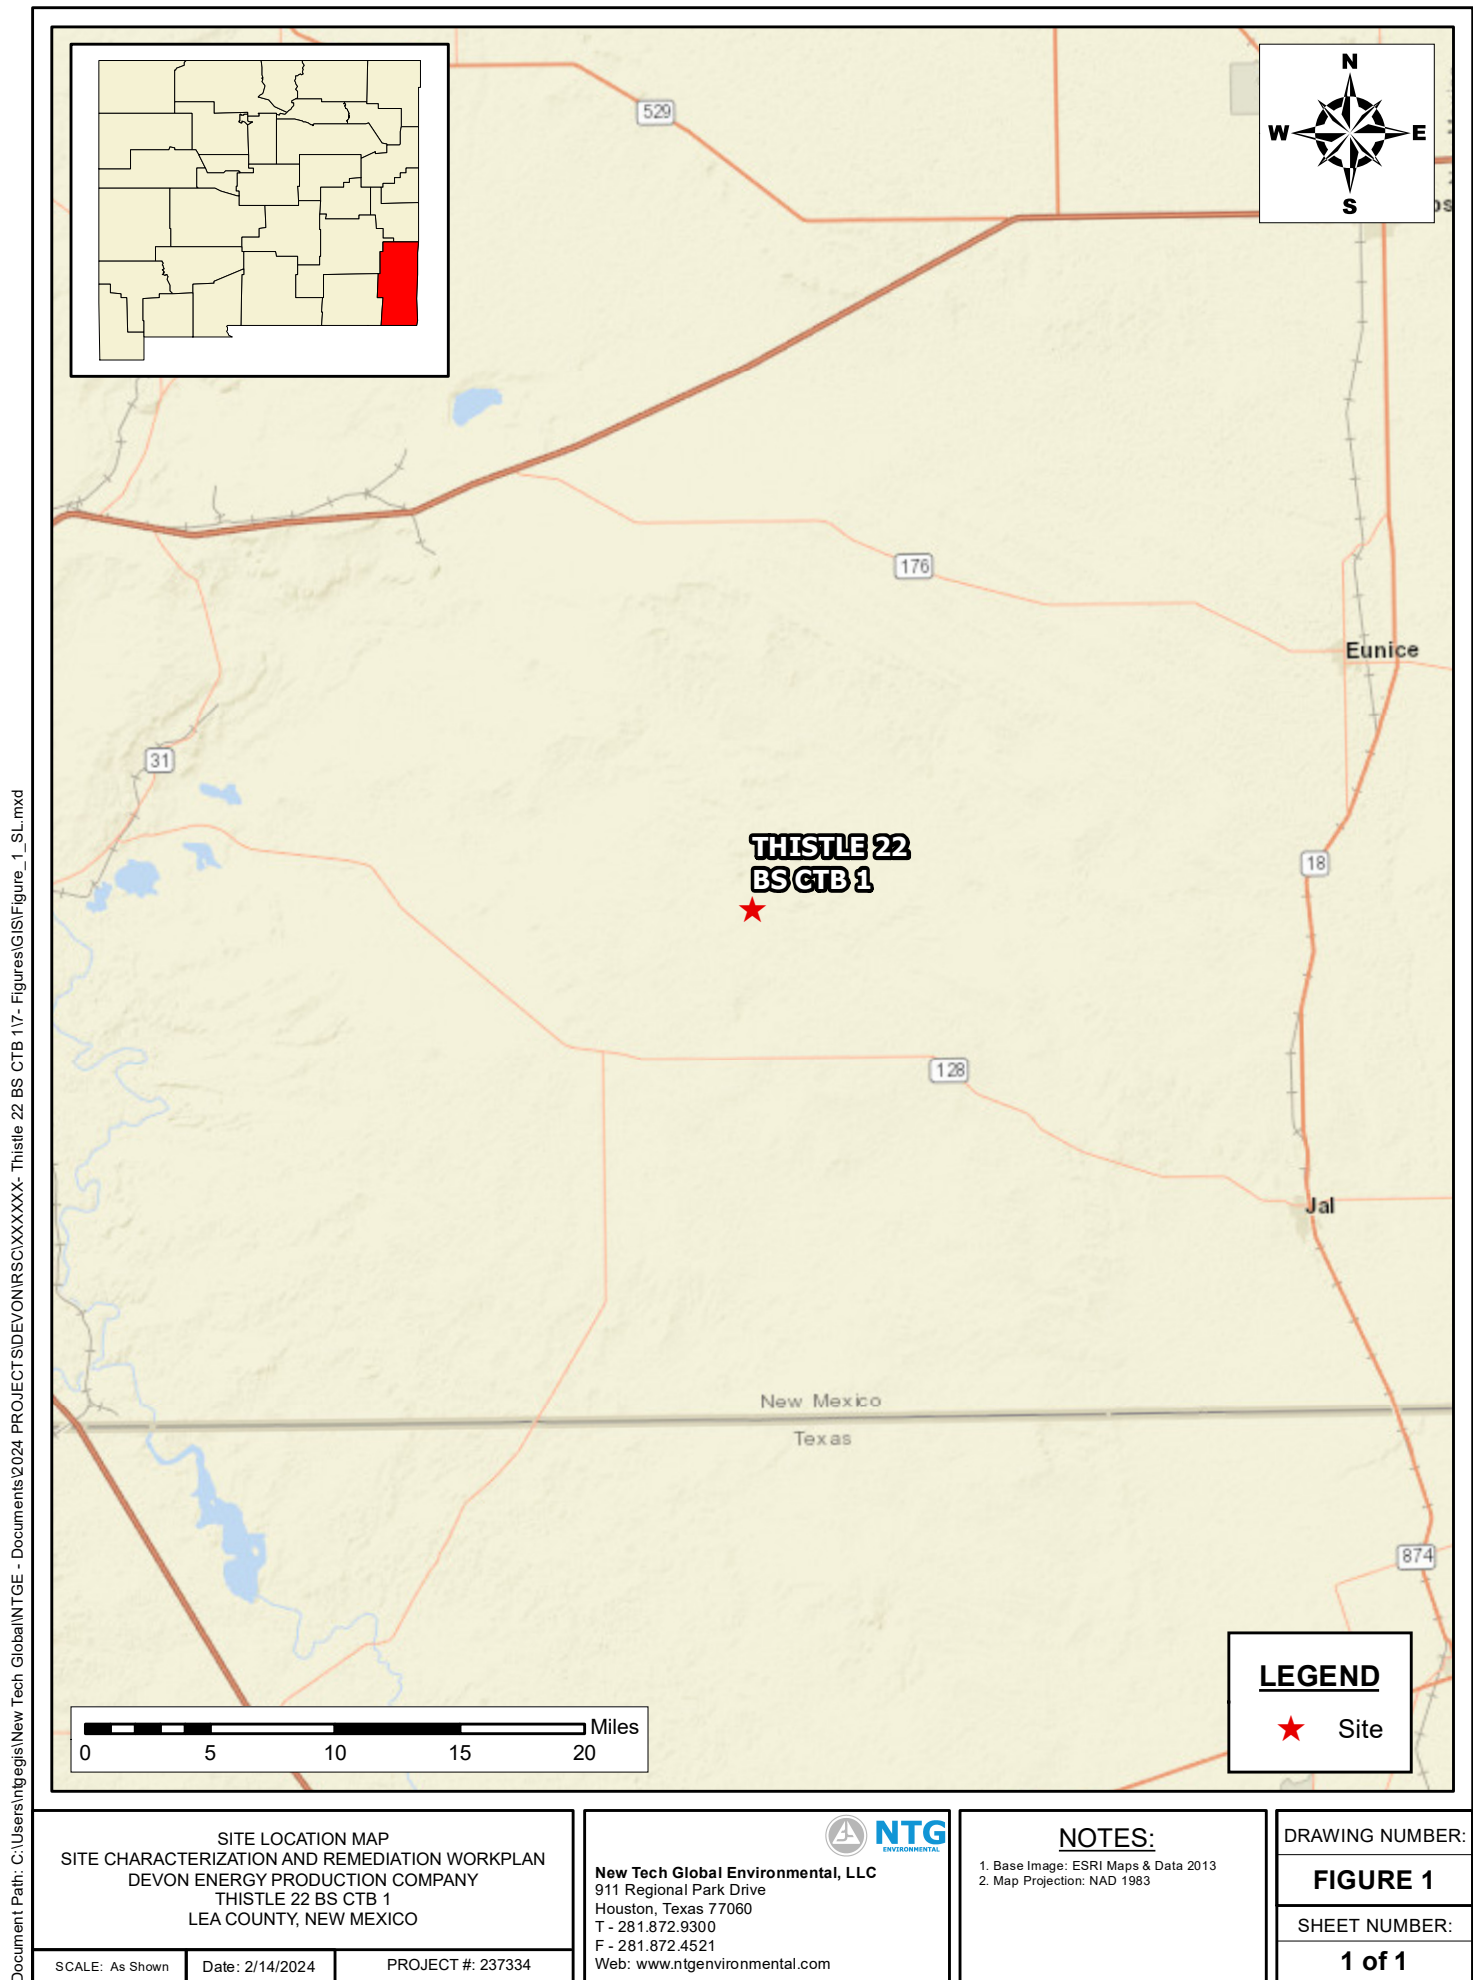 N
W E
S
529
176
Eunice
31
THISTLE 22
BS CTB 1
18
128
Jal
New Mexico
Texas
874
LEGEND
Site
Miles
0 5 10 15 20
Document Path: C:\Users\ntgegis\New Tech Global\NTGE - Documents\2024 PROJECTS\DEVON\RSC\XXXXXX- Thistle 22 BS CTB 1\7- Figures\GIS\Figure_1_SL.mxd
SITE LOCATION MAP
SITE CHARACTERIZATION AND REMEDIATION WORKPLAN
DEVON ENERGY PRODUCTION COMPANY
THISTLE 22 BS CTB 1
LEA COUNTY, NEW MEXICO
SCALE: As Shown
Date: 2/14/2024
PROJECT #: 237334
NTG
ENVIRONMENTAL
New Tech Global Environmental, LLC
911 Regional Park Drive
Houston, Texas 77060
T - 281.872.9300
F - 281.872.4521
Web: www.ntgenvironmental.com
NOTES:
1. Base Image: ESRI Maps & Data 2013
2. Map Projection: NAD 1983
DRAWING NUMBER:
FIGURE 1
SHEET NUMBER:
1 of 1